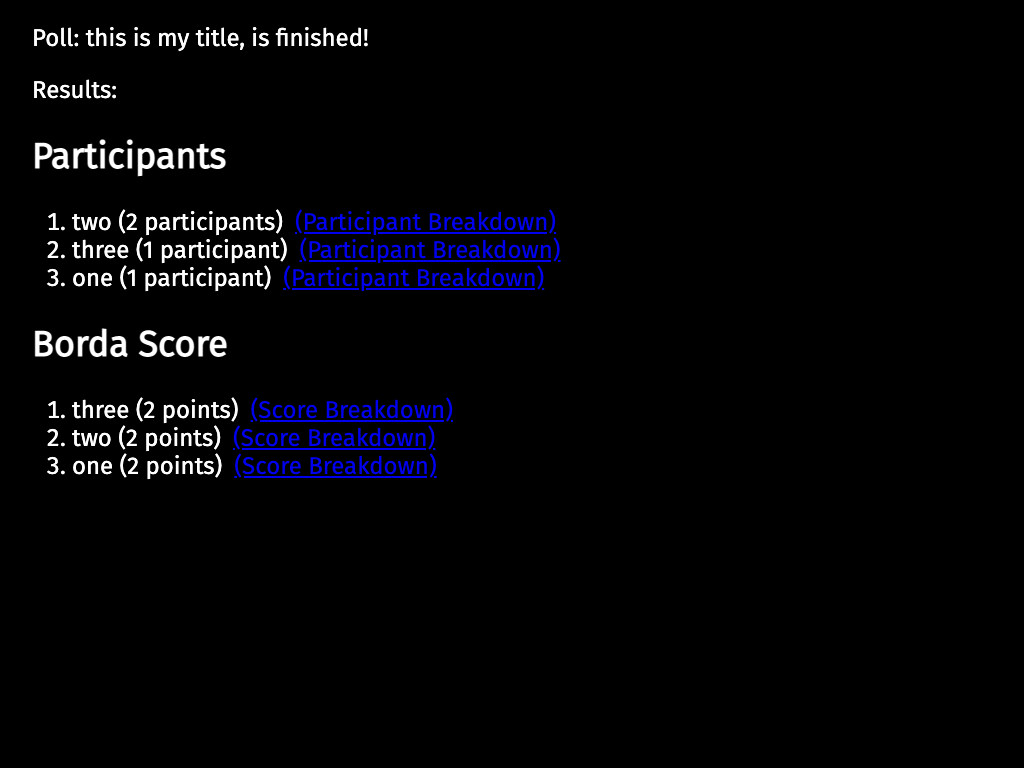 Poll: this is my title, is finished!
Results:
Participants
1. two (2 participants) (Participant Breakdown)
2. three (1 participant) (Participant Breakdown)
3. one (1 participant) (Participant Breakdown)
Borda Score
1. three (2 points) (Score Breakdown)
2. two (2 points) (Score Breakdown)
3. one (2 points) (Score Breakdown)